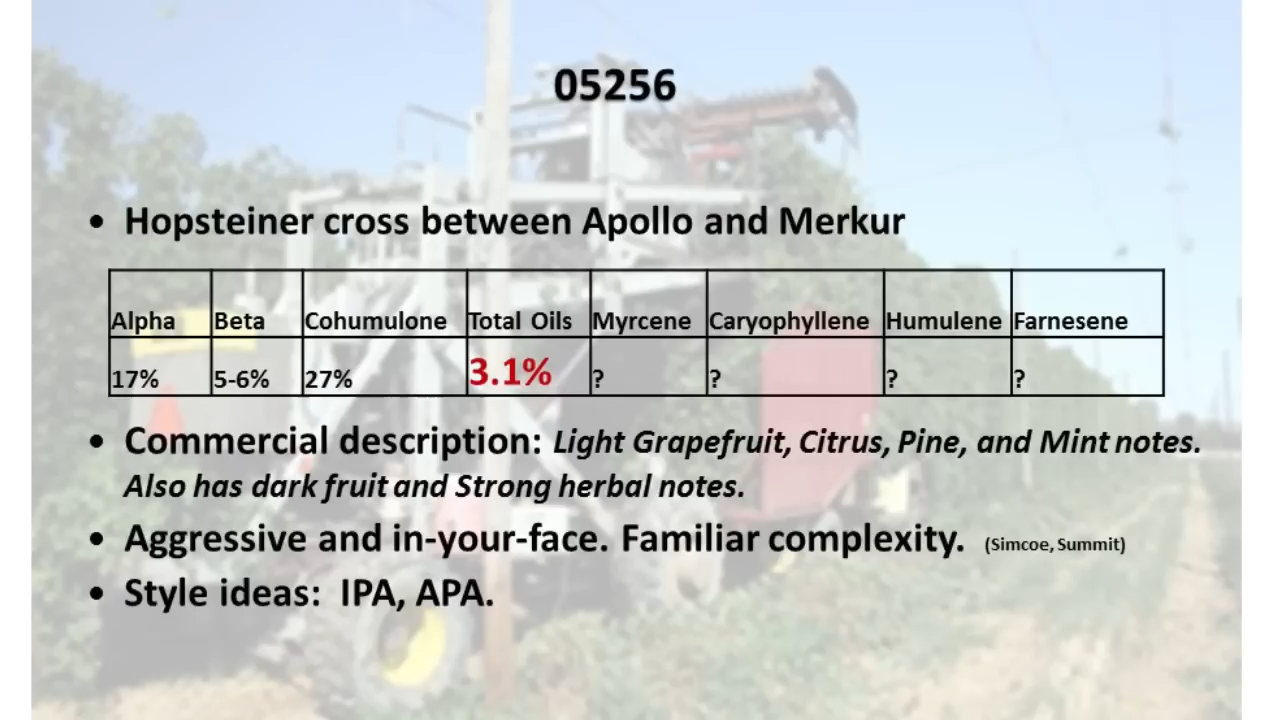 05256
• Hopsteiner cross between Apollo and Merkur
Alpha Beta Cohumulone Total Oils Myrcene Caryophyllene Humulene Farnesene
17% 5-6% 27% 3.1% ? ? ? ?
• Commercial description: Light Grapefruit, Citrus, Pine, and Mint notes.
Also has dark fruit and Strong herbal notes.
• Aggressive and in-your-face. Familiar complexity. (Simcoe, Summit)
• Style ideas: IPA, APA.